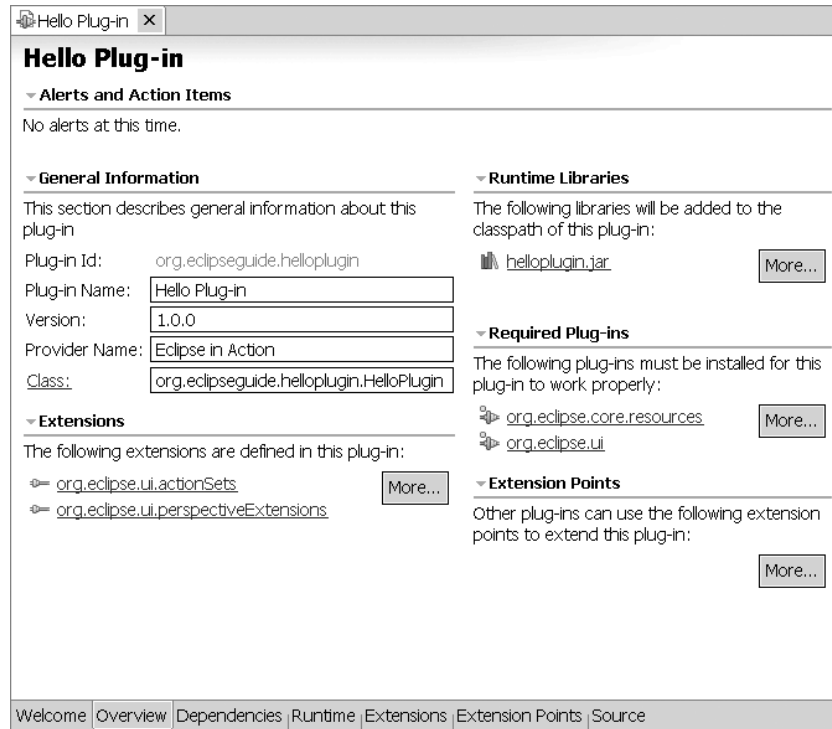 Hello Plug-in
Hello Plug-in
Alerts and Action Items
No alerts at this time.
General Information
This section describes general information about this
plug-in
Plug-in Id: org.eclipseguide.helloplugin
Plug-in Name: Hello Plug-in
Version: 1.0.0
Provider Name: Eclipse in Action
Class: org.eclipseguide.helloplugin.HelloPlugin
Extensions
The following extensions are defined in this plug-in:
org.eclipse.ui.actionSets
More...
org.eclipse.ui.perspectiveExtensions
Runtime Libraries
The following libraries will be added to the
classpath of this plug-in:
helloplugin.jar
More...
Required Plug-ins
The following plug-ins must be installed for this
plug-in to work properly:
org.eclipse.core.resources
More...
org.eclipse.ui
Extension Points
Other plug-ins can use the following extension
points to extend this plug-in:
More...
Welcome Overview Dependencies Runtime Extensions Extension Points Source